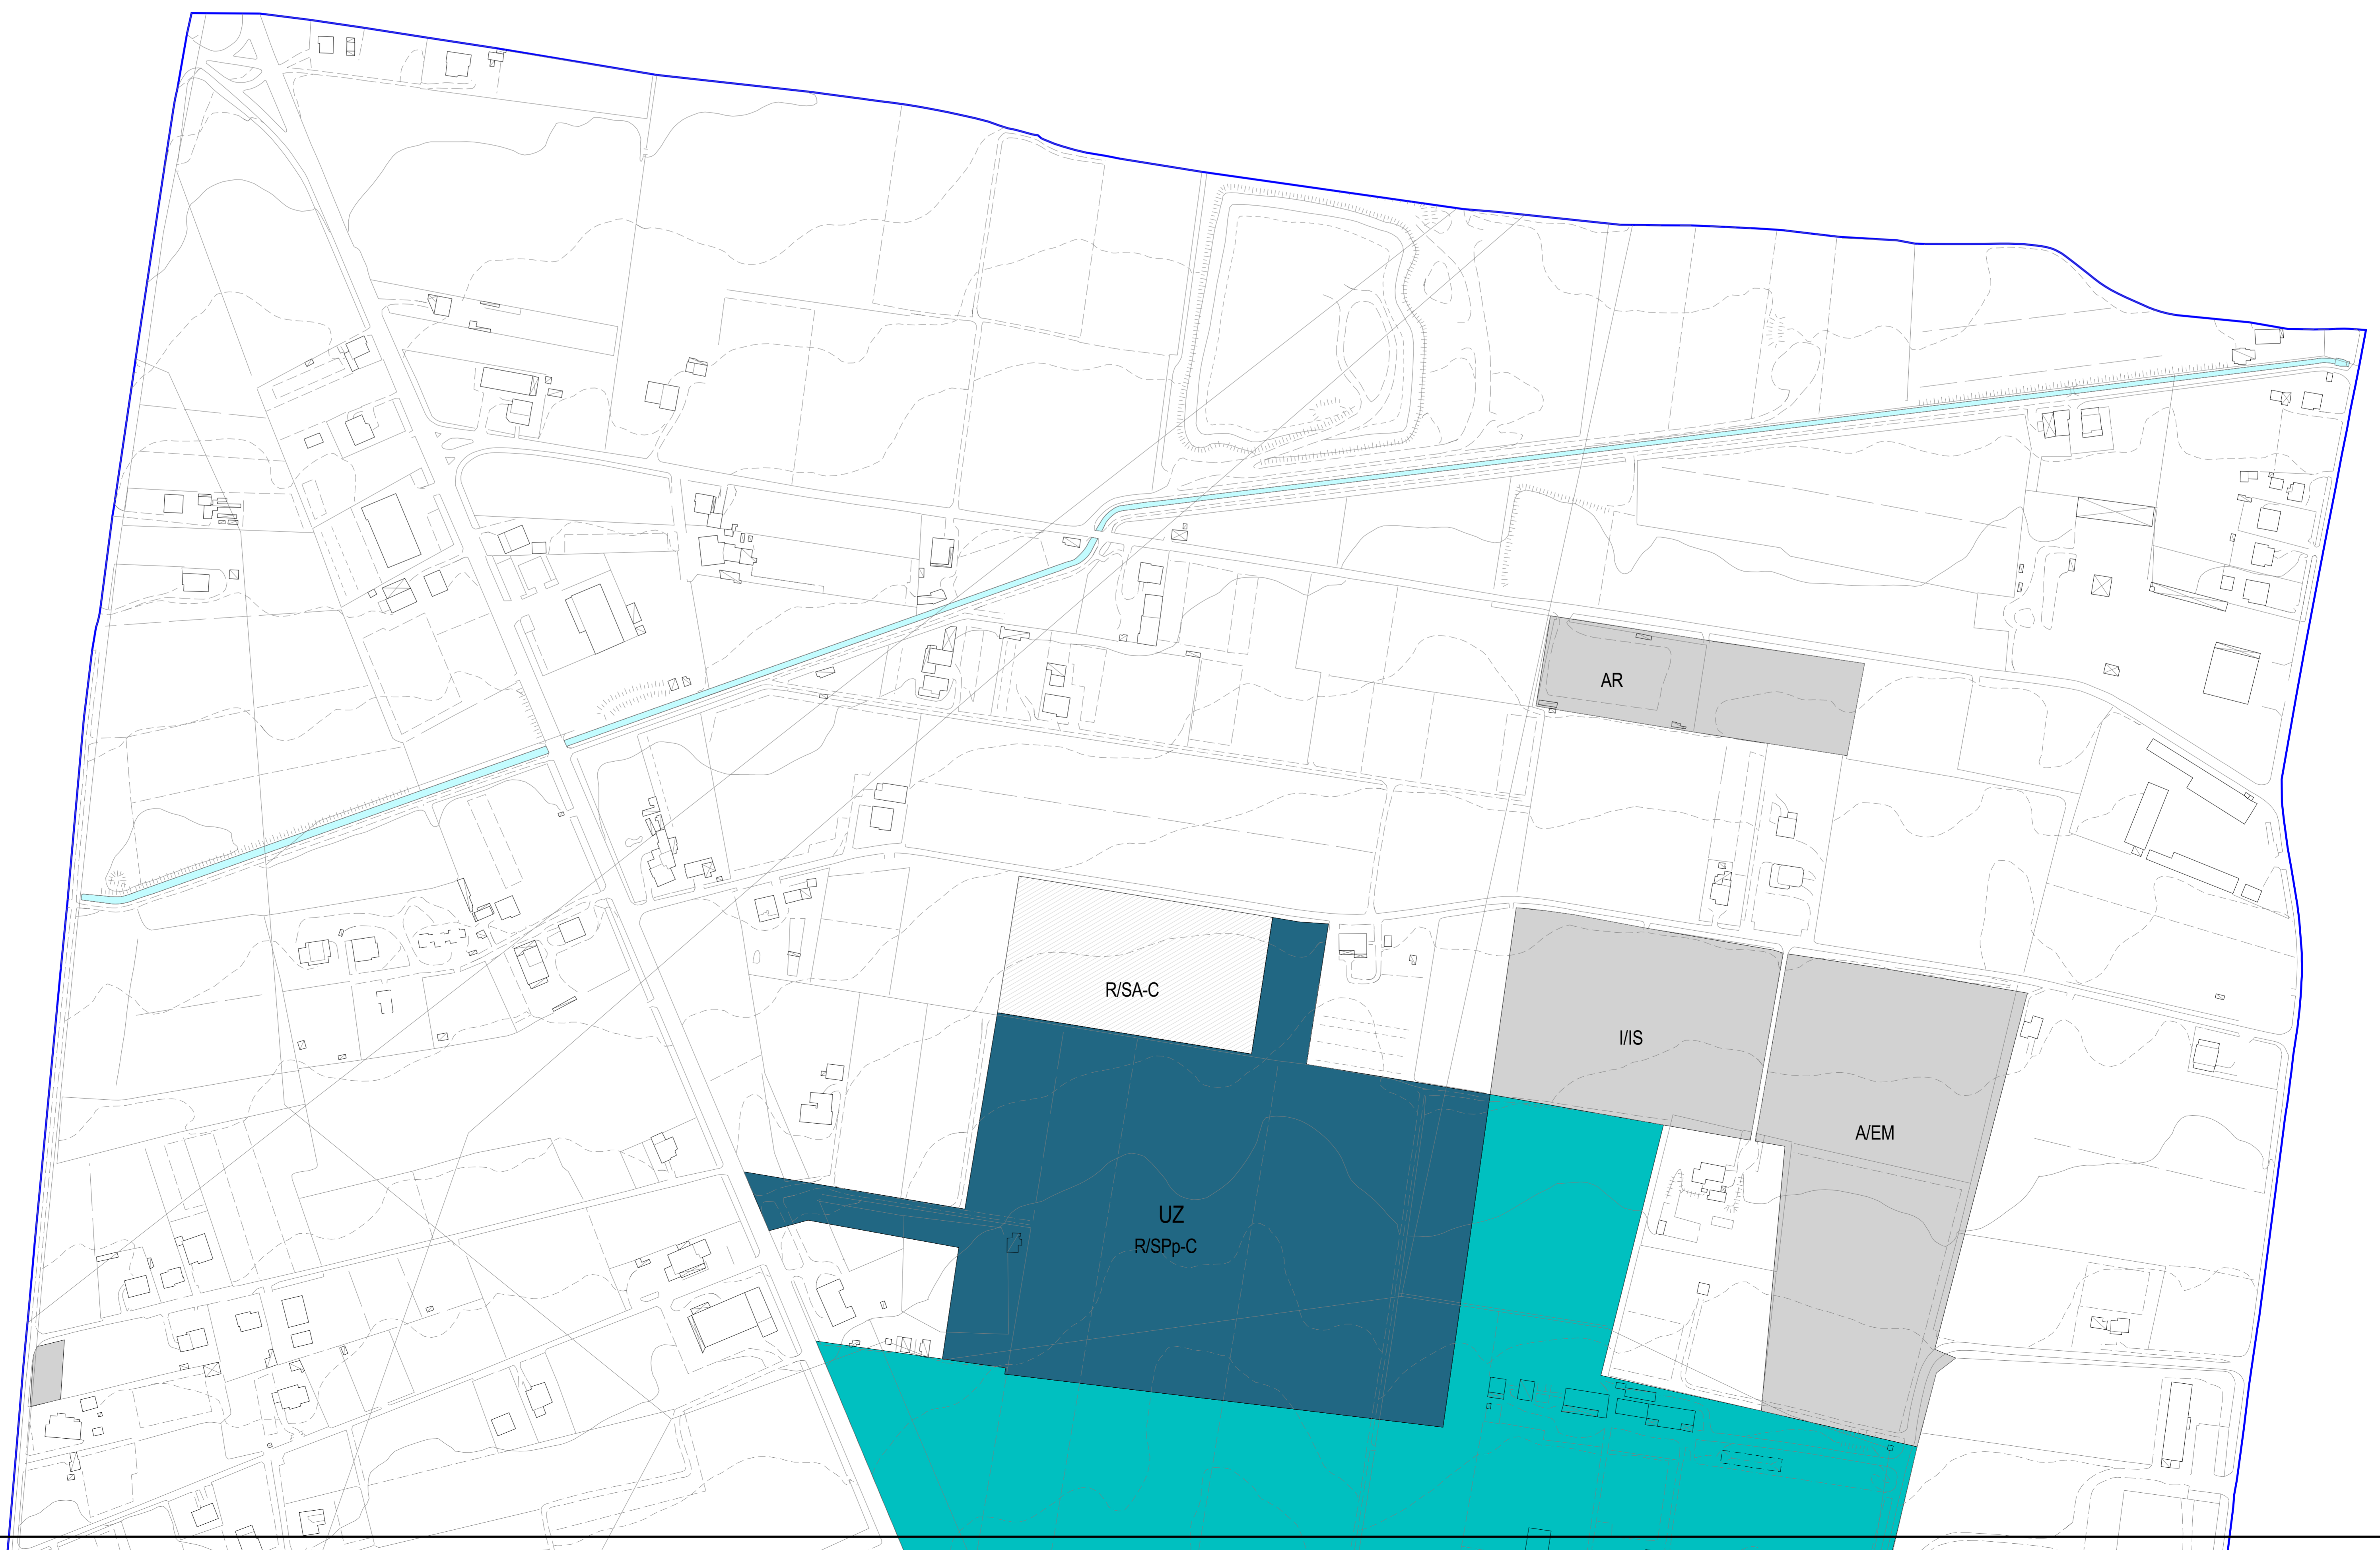 AR
R/SA-C
I/IS
A/EM
UZ
R/SPp-C